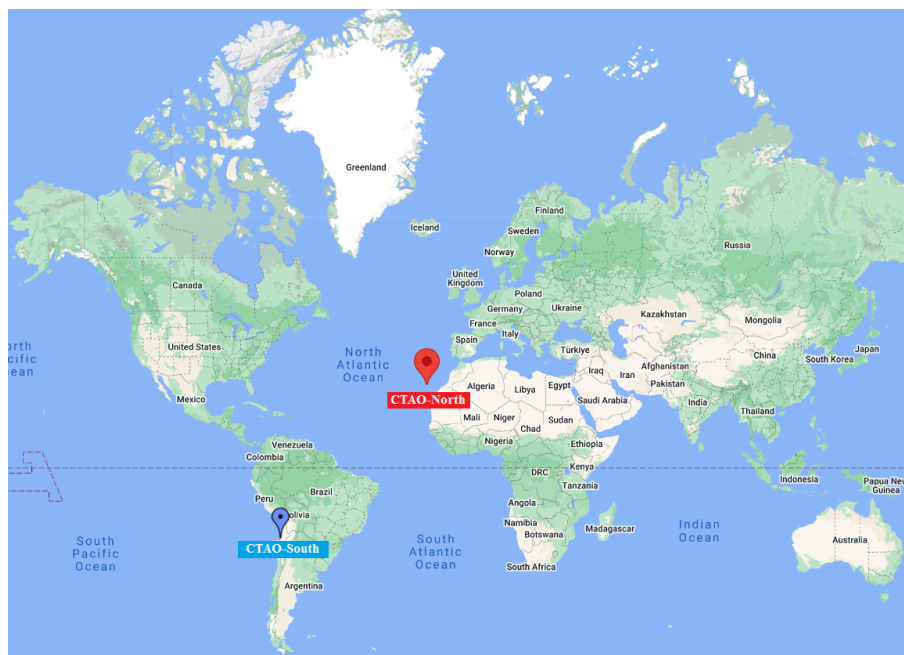 Greenland
Iceland
Finland
Sweden
Norway
Russia
United
Kingdom
Canada
Poland
Germany
Ukraine
Kazakhstan
Mongolia
France
Italy
Spain
United States
orth
cific
ean
North
Atlantic
Ocean
Türkiye
Afghanistan
China
South Korea
Japan
Iraq
Iran
Pakistan
Algeria
Libya
Egypt
Saudi Arabia
India
Mexico
CTAO-North
Mali
Niger
Sudan
Chad
Thailand
Venezuela
Nigeria
Ethiopia
Colombia
DRC
Kenya
Indonesia
Papua New
Guinea
Tanzania
Peru
Brazil
Angola
olivia
Namibia
Madagascar
Botswana
Indian
Ocean
South
Pacific
Ocean
CTAO-South
South
Atlantic
Ocean
Australia
South Africa
Argentina